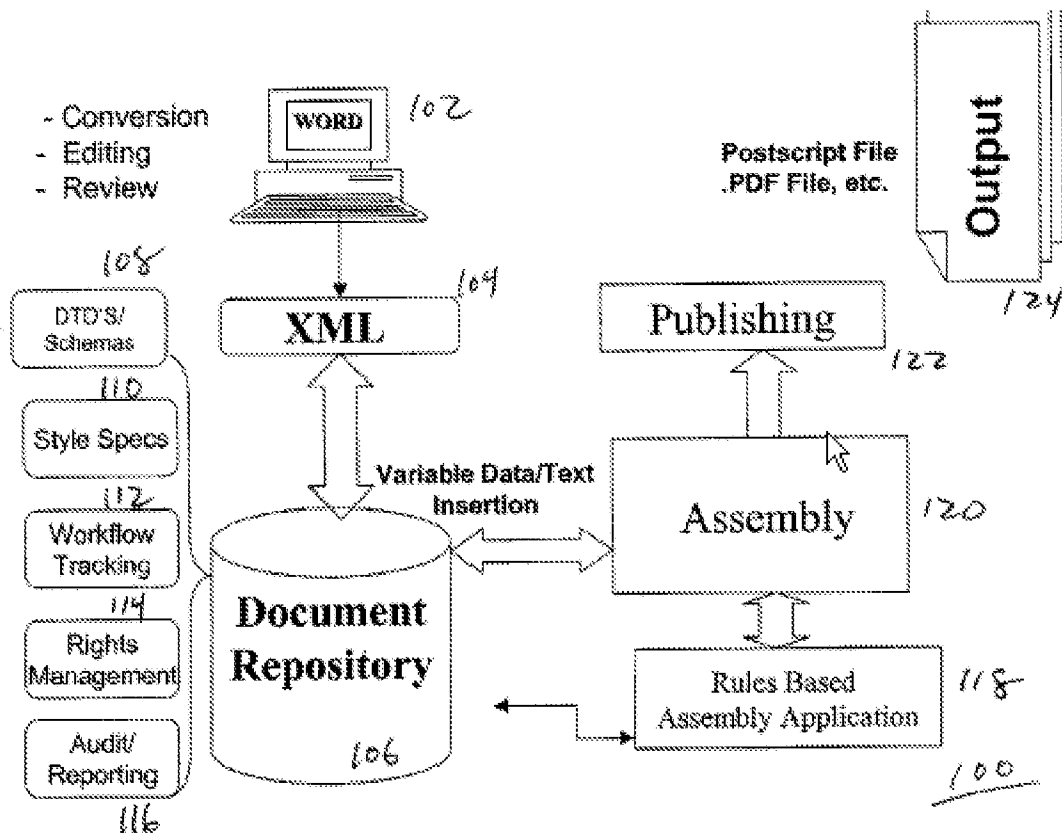 - Conversion
- Editing
- Review
WORD
102
Postscript File
.PDF File, etc.
Output
124
108
DTD'S/
Schemas
XML
104
Publishing
122
110
Style Specs
Variable Data/Text
Insertion
Assembly
120
112
Workflow
Tracking
Document
Repository
106
114
Rights
Management
Rules Based
Assembly Application
118
Audit/
Reporting
116
100